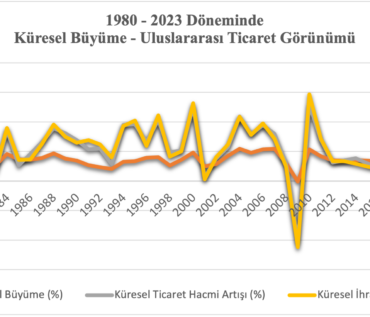 1980 - 2023 Döneminde
Küresel Büyüme - Uluslararası Ticaret Görünümü
84 1986 1988 1990 1992 1994 1996 1998 2000 2002 2004 2006 2008 2010 2012 2014
l Büyüme (%) Küresel Ticaret Hacmi Artışı (%) Küresel İhr